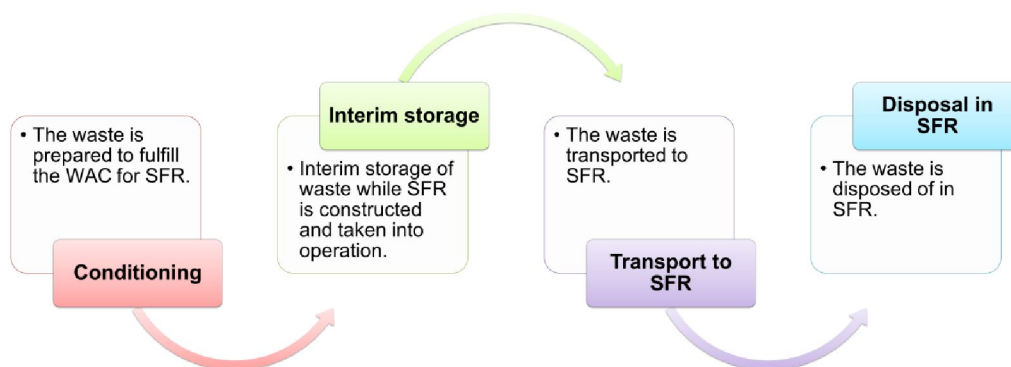 • The waste is
prepared to fulfill
the WAC for SFR.
Conditioning
Interim storage
• Interim storage of
waste while SFR
is constructed
and taken into
operation.
• The waste is
transported to
SFR.
Transport to
SFR
Disposal in
SFR
• The waste is
disposed of in
SFR.